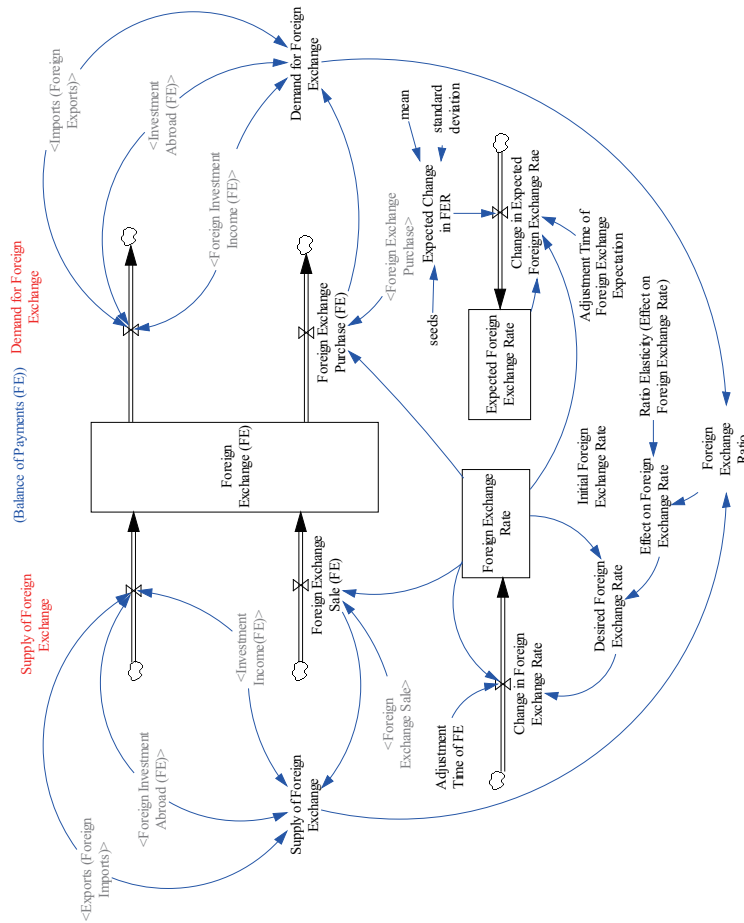 Supply of Foreign
Exchange
(Balance of Payments (FE))
Demand for Foreign
Exchange
<Exports (Foreign
Imports)>
<Foreign Investment
Abroad (FE)>
<Investment
Income(FE)>
Supply of Foreign
Exchange
Foreign Exchange
Sale (FE)
<Foreign
Exchange Sale>
Foreign
Exchange (FE)
<Imports (Foreign
Exports)>
<Investment
Abroad (FE)>
<Foreign Investment
Income (FE)>
Demand for Foreign
Exchange
Foreign Exchange
Purchase (FE)
<Foreign Exchange
Purchase>
Adjustment
Time of FE
Change in Foreign
Exchange Rate
Foreign Exchange
Rate
Desired Foreign
Exchange Rate
Initial Foreign
Exchange Rate
Effect on Foreign
Exchange Rate
Ratio Elasticity (Effect on
Foreign Exchange Rate)
Foreign
Exchange
Ratio
seeds
Expected Change
in FER
mean
standard
deviation
Expected Foreign
Exchange Rate
Change in Expected
Foreign Exchange Rae
Adjustment Time of
Foreign Exchange
Expectation